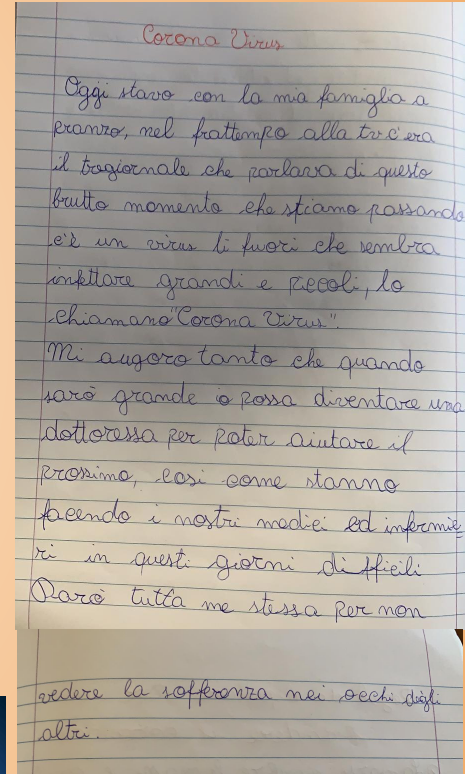 Corona Virus
Oggi stavo con la mia famiglia a
pranzo, nel frattempo alla tv c'era
il tegiornale che parlava di questo
brutto momento che stiamo passando
c'è un virus li fuori che sembra
infettare grandi e piccoli, lo
chiamano "Corona Virus".
Mi auguro tanto che quando
sarò grande io possa diventare una
dottoressa per poter aiutare il
prossimo, così come stanno
facendo i nostri medici ed infermie
ri in questi giorni difficili
Darò tutta me stessa per non
vedere la sofferenza nei occhi degli
altri.